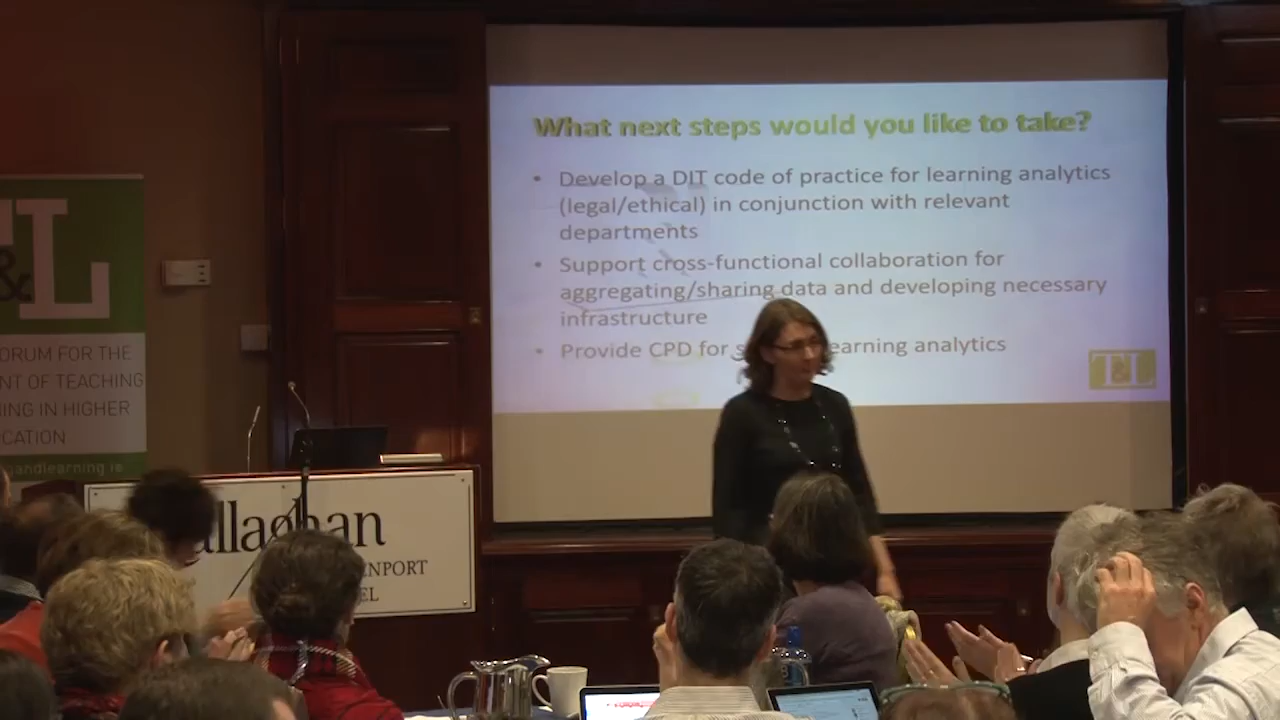 What next steps would you like to take?
• Develop a DIT code of practice for learning analytics
(legal/ethical) in conjunction with relevant
departments
• Support cross-functional collaboration for
aggregating/sharing data and developing necessary
infrastructure
• Provide CPD for earning analytics
T&L
&L
ORUM FOR THE
NT OF TEACHING
NING IN HIGHER
CATION
gandlearning.ie
allaghan
ENPORT
EL